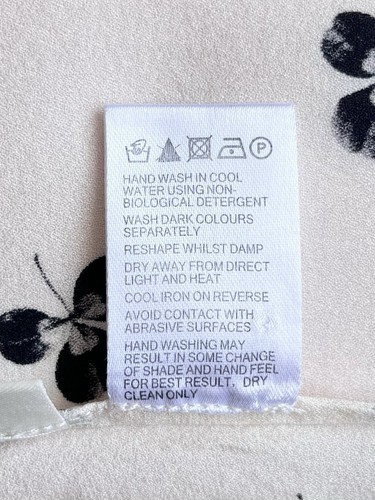 HAND WASH IN COOL
WATER USING NON-
BIOLOGICAL DETERGENT
WASH DARK COLOURS
SEPARATELY
RESHAPE WHILST DAMP
DRY AWAY FROM DIRECT
LIGHT AND HEAT
COOL IRON ON REVERSE
AVOID CONTACT WITH
ABRASIVE SURFACES
HAND WASHING MAY
RESULT IN SOME CHANGE
OF SHADE AND HAND FEEL
FOR BEST RESULT, DRY
CLEAN ONLY